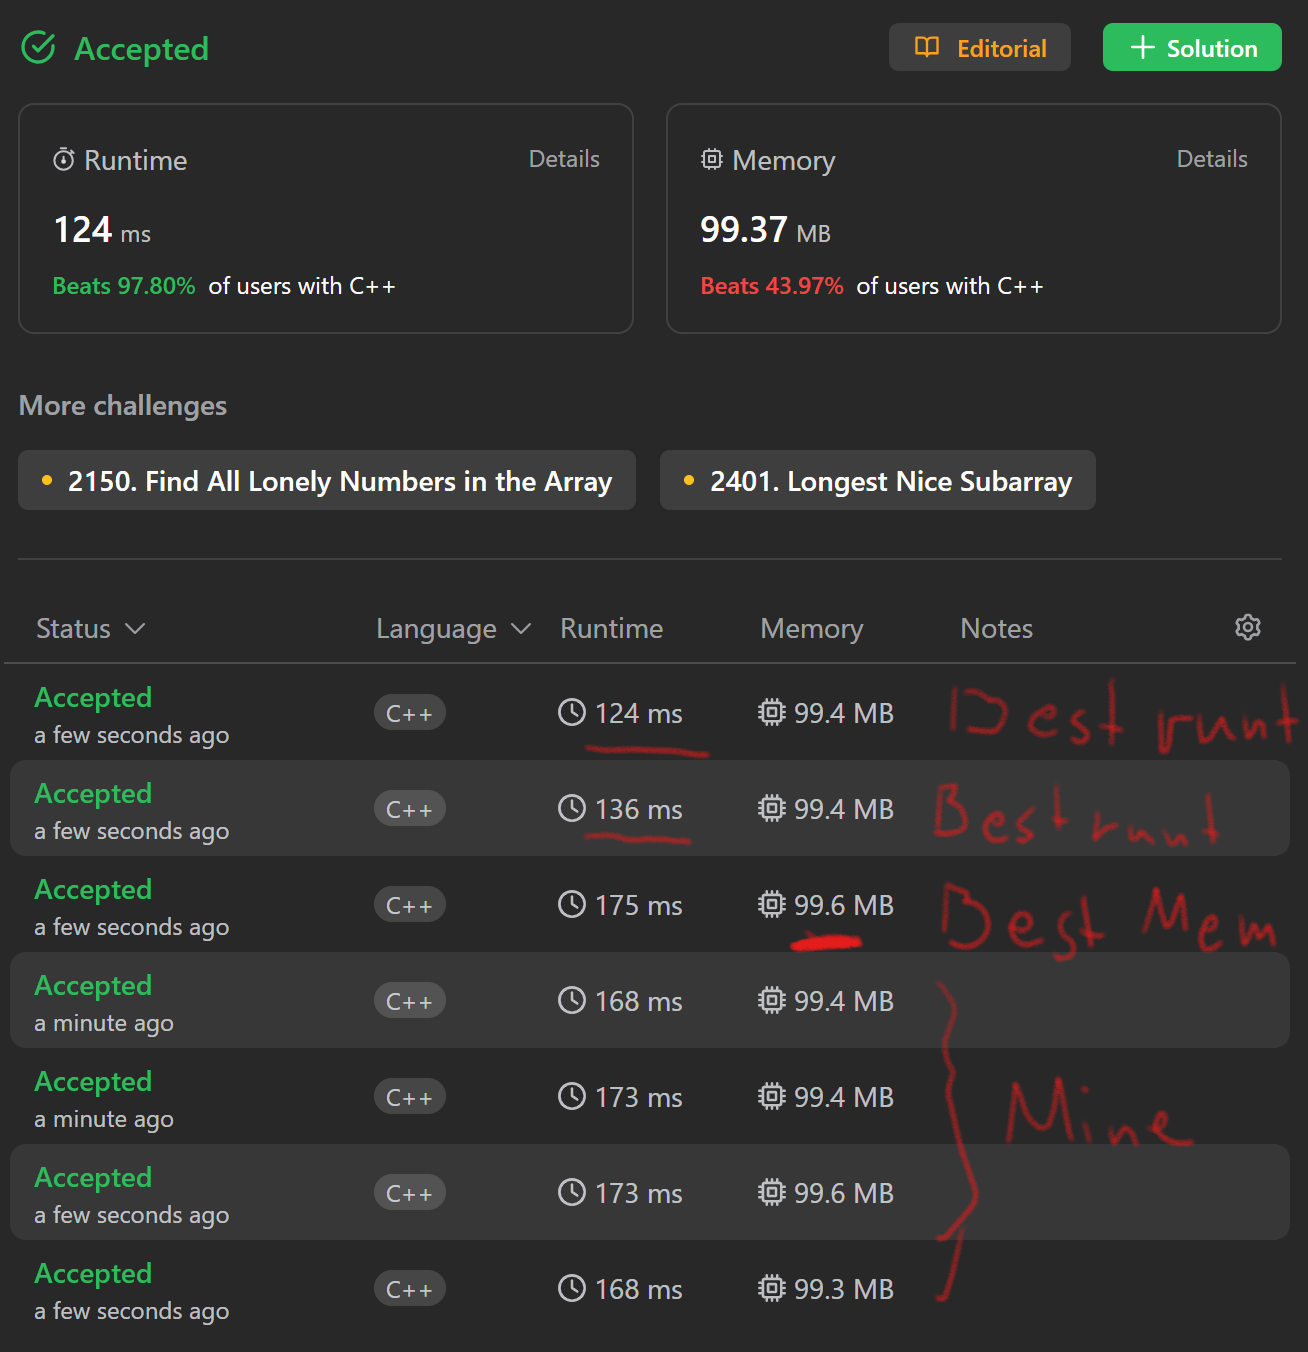 Accepted Editorial + Solution
Runtime Details
124 ms
Beats 97.80% of users with C++
Memory Details
99.37 MB
Beats 43.97% of users with C++
More challenges
2150. Find All Lonely Numbers in the Array
2401. Longest Nice Subarray
Status Language Runtime Memory Notes
Accepted
a few seconds ago
C++ 124 ms 99.4 MB Best runt
Accepted
a few seconds ago
C++ 136 ms 99.4 MB Best runt
Accepted
a few seconds ago
C++ 175 ms 99.6 MB Best Mem
Accepted
a minute ago
C++ 168 ms 99.4 MB
Accepted
a minute ago
C++ 173 ms 99.4 MB
Mine
Accepted
a few seconds ago
C++ 173 ms 99.6 MB
Accepted
a few seconds ago
C++ 168 ms 99.3 MB